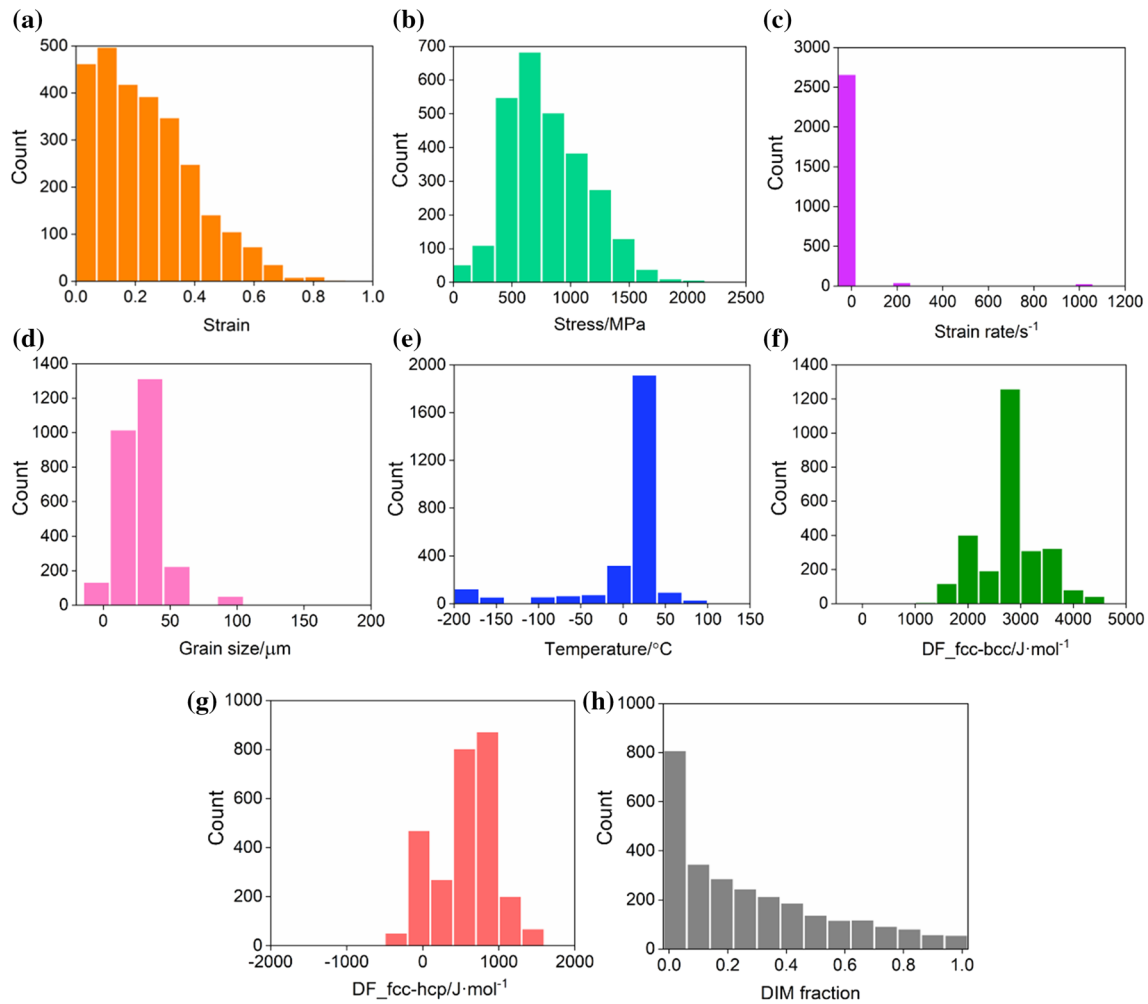 (a)
500
400
300
200
100
0
Count
0.0 0.2 0.4 0.6 0.8 1.0
Strain
(b)
700
600
500
400
300
200
100
0
Count
0 500 1000 1500 2000 2500
Stress/MPa
(c)
3000
2500
2000
1500
1000
500
0
Count
0 200 400 600 800 1000 1200
Strain rate/s⁻¹
(d)
1400
1200
1000
800
600
400
200
0
Count
0 50 100 150 200
Grain size/μm
(e)
2000
1600
1200
800
400
0
Count
-200 -150 -100 -50 0 50 100 150
Temperature/°C
(f)
1400
1200
1000
800
600
400
200
0
Count
0 1000 2000 3000 4000 5000
DF_fcc-bcc/J·mol⁻¹
(g)
1000
800
600
400
200
0
Count
-2000 -1000 0 1000 2000
DF_fcc-hcp/J·mol⁻¹
(h)
1000
800
600
400
200
0
Count
0.0 0.2 0.4 0.6 0.8 1.0
DIM fraction